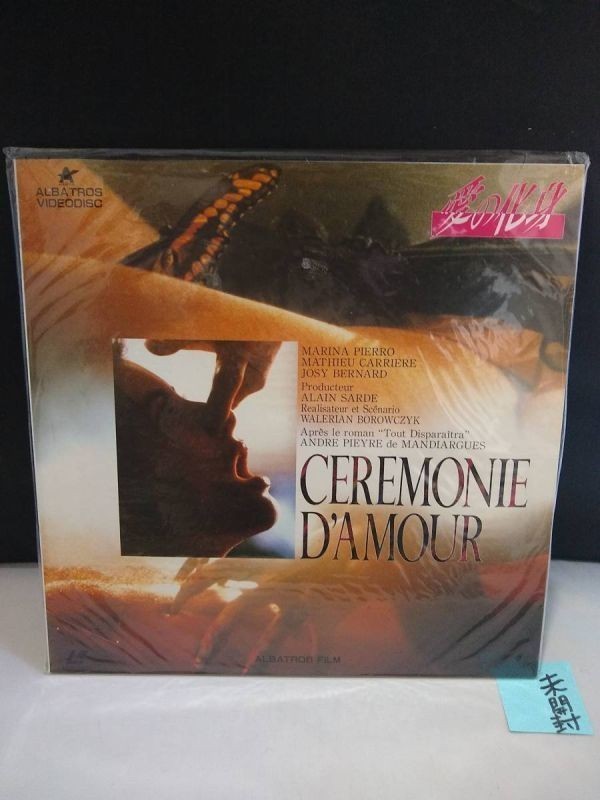 ALBATROS
VIDEODISC
愛の化身
MARINA PIERRO
MATHIEU CARRIERE
JOSY BERNARD
Producteur
ALAIN SARDE
Realisateur et Scénario
WALERIAN BOROWCZYK
Après le roman "Tout Disparaîtra"
ANDRE PIEYRE de MANDIARGUES
CEREMONIE
D'AMOUR
ALBATROS FILM
未開封